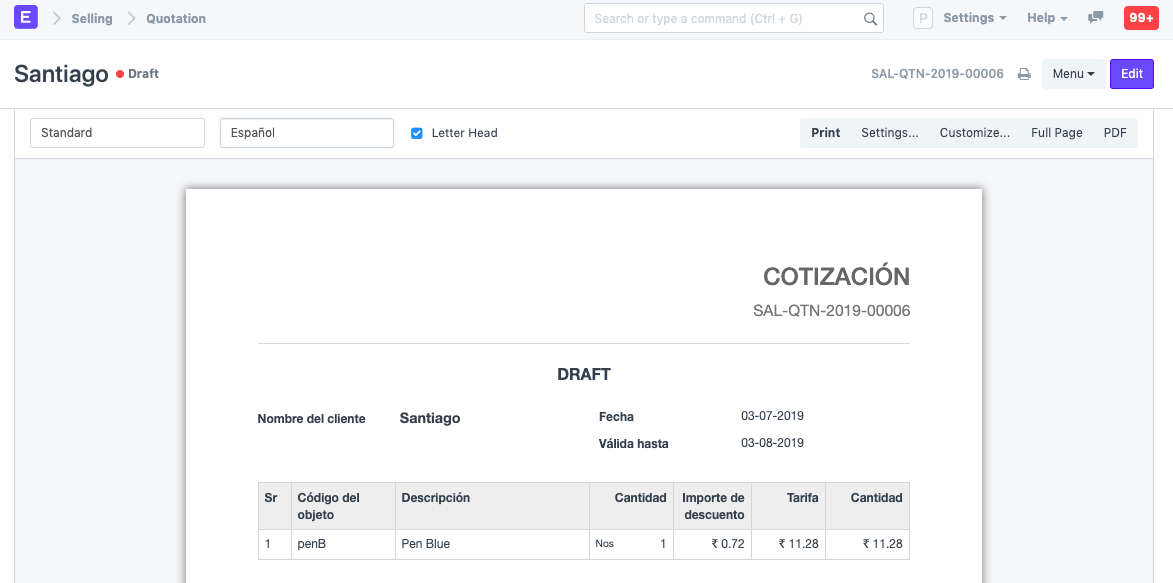 E Selling Quotation Search or type a command (Ctrl + G) P Settings Help 99+
Santiago Draft SAL-QTN-2019-00006 Menu Edit
Standard Español Letter Head Print Settings... Customize... Full Page PDF
COTIZACIÓN
SAL-QTN-2019-00006
DRAFT
Nombre del cliente Santiago Fecha 03-07-2019
Válida hasta 03-08-2019
Sr Código del objeto Descripción Cantidad Importe de descuento Tarifa Cantidad
1 penB Pen Blue Nos 1 ₹ 0.72 ₹ 11.28 ₹ 11.28